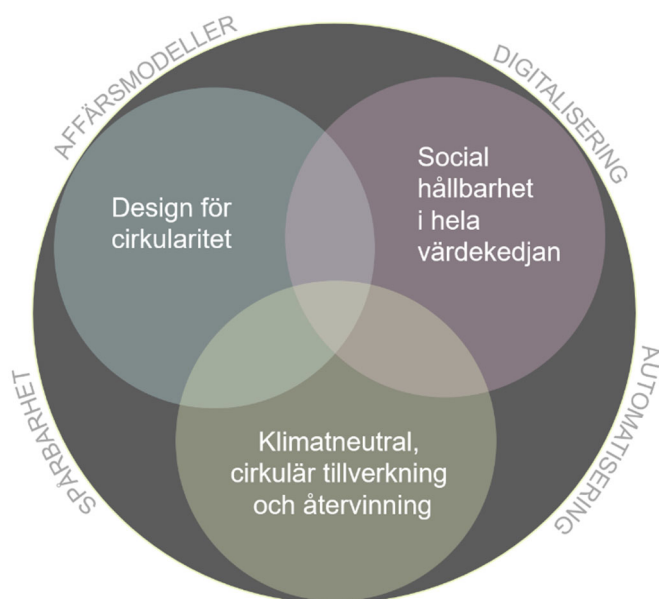 AFFÄRSMODELLER
DIGITALISERING
Design för
cirkularitet
Social
hållbarhet
i hela
värdekedjan
SPÅRBARHET
AUTOMATISERING
Klimatneutral,
cirkulär tillverkning
och återvinning